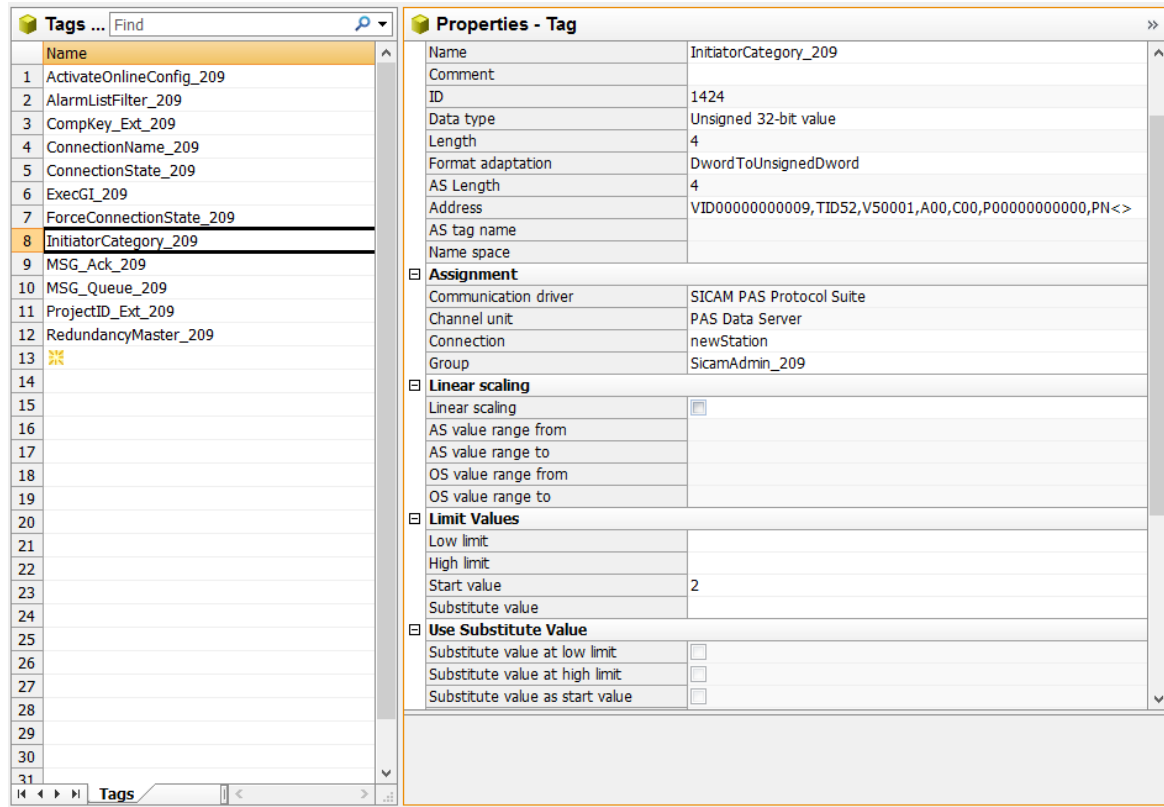 Tags ... Find
Name
1 ActivateOnlineConfig_209
2 AlarmListFilter_209
3 CompKey_Ext_209
4 ConnectionName_209
5 ConnectionState_209
6 ExecGI_209
7 ForceConnectionState_209
8 InitiatorCategory_209
9 MSG_Ack_209
10 MSG_Queue_209
11 ProjectID_Ext_209
12 RedundancyMaster_209
13
14
15
16
17
18
19
20
21
22
23
24
25
26
27
28
29
30
31
Tags
Properties - Tag
Name InitiatorCategory_209
Comment
ID 1424
Data type Unsigned 32-bit value
Length 4
Format adaptation DwordToUnsignedDword
AS Length 4
Address VID00000000009,TID52,V50001,A00,C00,P00000000000,PN<>
AS tag name
Name space
Assignment
Communication driver SICAM PAS Protocol Suite
Channel unit PAS Data Server
Connection newStation
Group SicamAdmin_209
Linear scaling
Linear scaling
AS value range from
AS value range to
OS value range from
OS value range to
Limit Values
Low limit
High limit
Start value 2
Substitute value
Use Substitute Value
Substitute value at low limit
Substitute value at high limit
Substitute value as start value